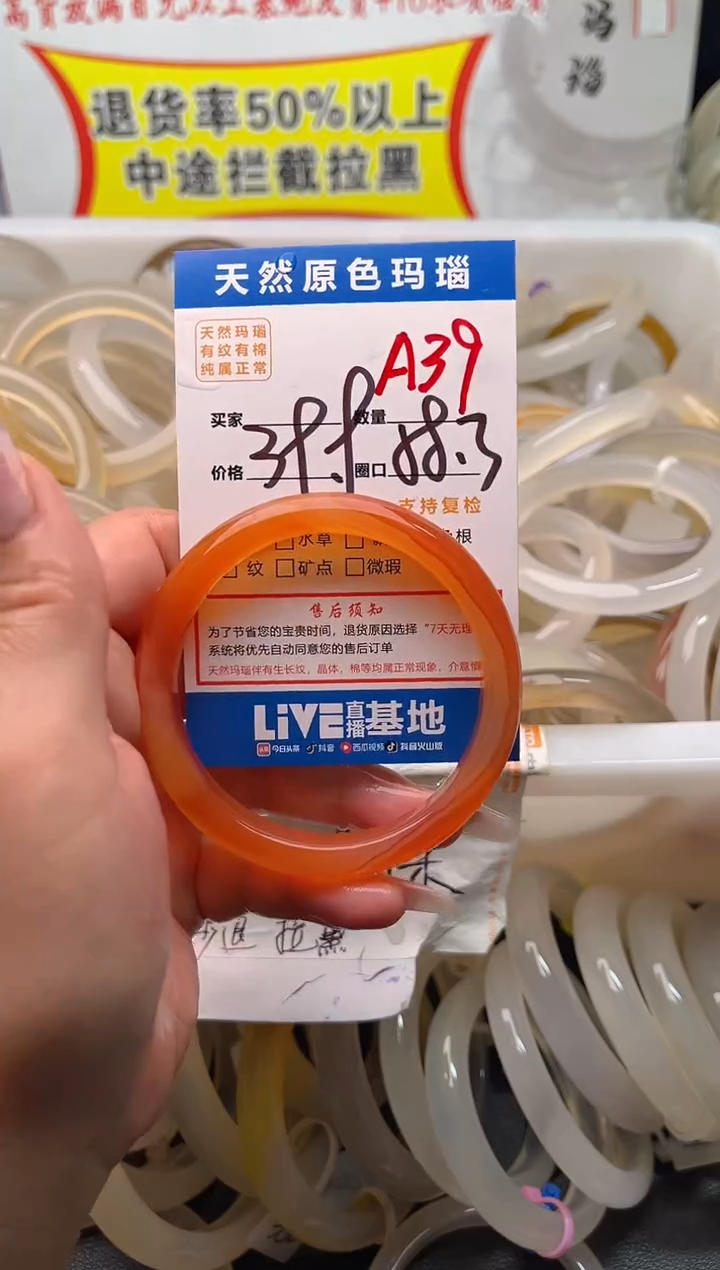 退货率50%以上
中途拦截拉黑
天然原色玛瑙
天然玛瑙
有纹有棉
纯属正常
A39
买家 数量
价格 圈口
支持复检
水草
根
纹 矿点 微瑕
售后须知
为了节省您的宝贵时间，退货原因选择“7天无理
系统将优先自动同意您的售后订单
天然玛瑙伴有生长纹，晶体，棉等均属正常现象，介意慎
LiVE直播基地
今日头条 抖音 西瓜视频 抖音火山版
退 拉黑